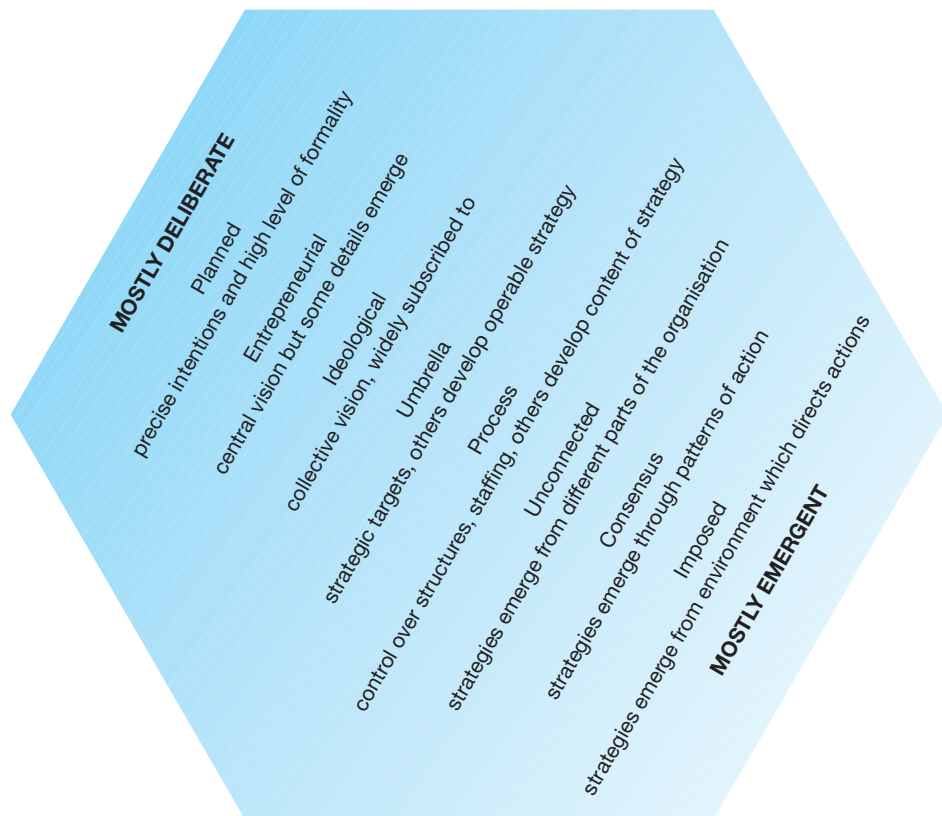 MOSTLY DELIBERATE
Planned
precise intentions and high level of formality
Entrepreneurial
central vision but some details emerge
Ideological
collective vision, widely subscribed to
Umbrella
strategic targets, others develop operable strategy
Process
control over structures, staffing, others develop content of strategy
Unconnected
strategies emerge from different parts of the organisation
Consensus
strategies emerge through patterns of action
Imposed
strategies emerge from environment which directs actions
MOSTLY EMERGENT